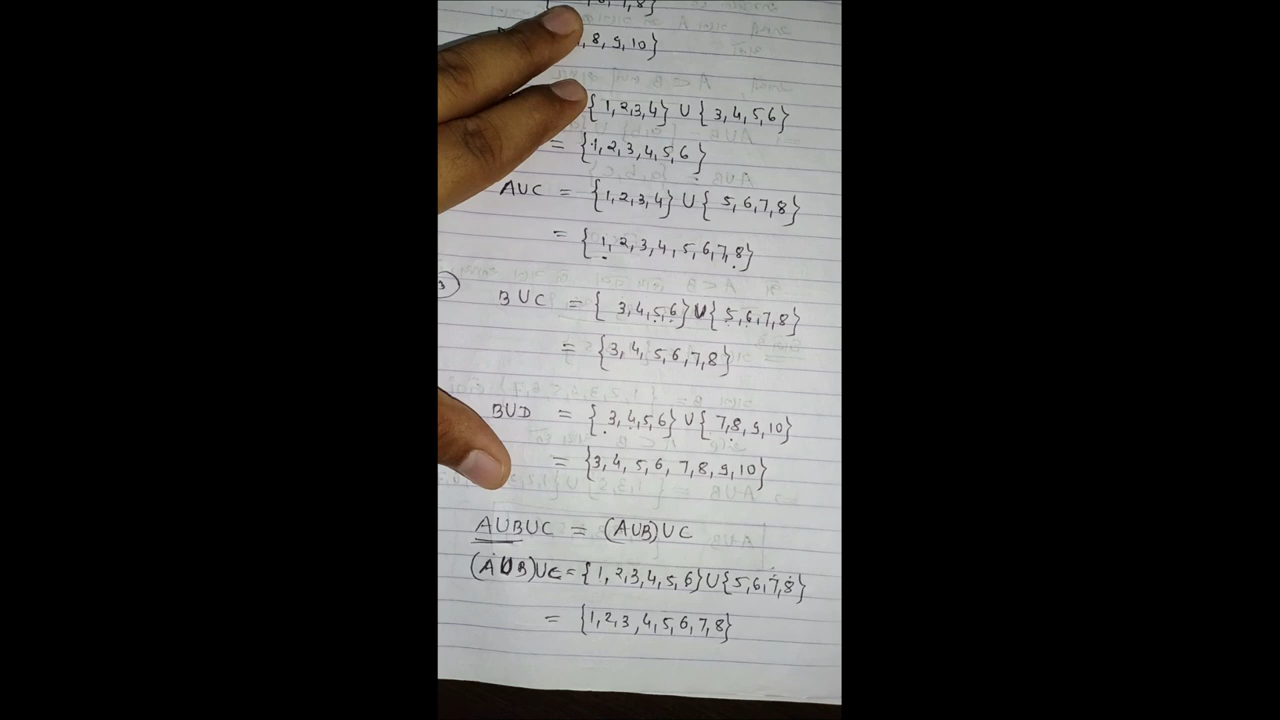 7,8}
8,9,10}
{1,2,3,4} U {3,4,5,6}
= {1,2,3,4,5,6}
AUC = {1,2,3,4} U {5,6,7,8}
= {1,2,3,4,5,6,7,8}
BUC = {3,4,5,6} U {5,6,7,8}
= {3,4,5,6,7,8}
BUD = {3,4,5,6} U {7,8,9,10}
= {3,4,5,6,7,8,9,10}
AUBUC = (AUB)UC
(AUB)UC = {1,2,3,4,5,6} U {5,6,7,8}
= {1,2,3,4,5,6,7,8}